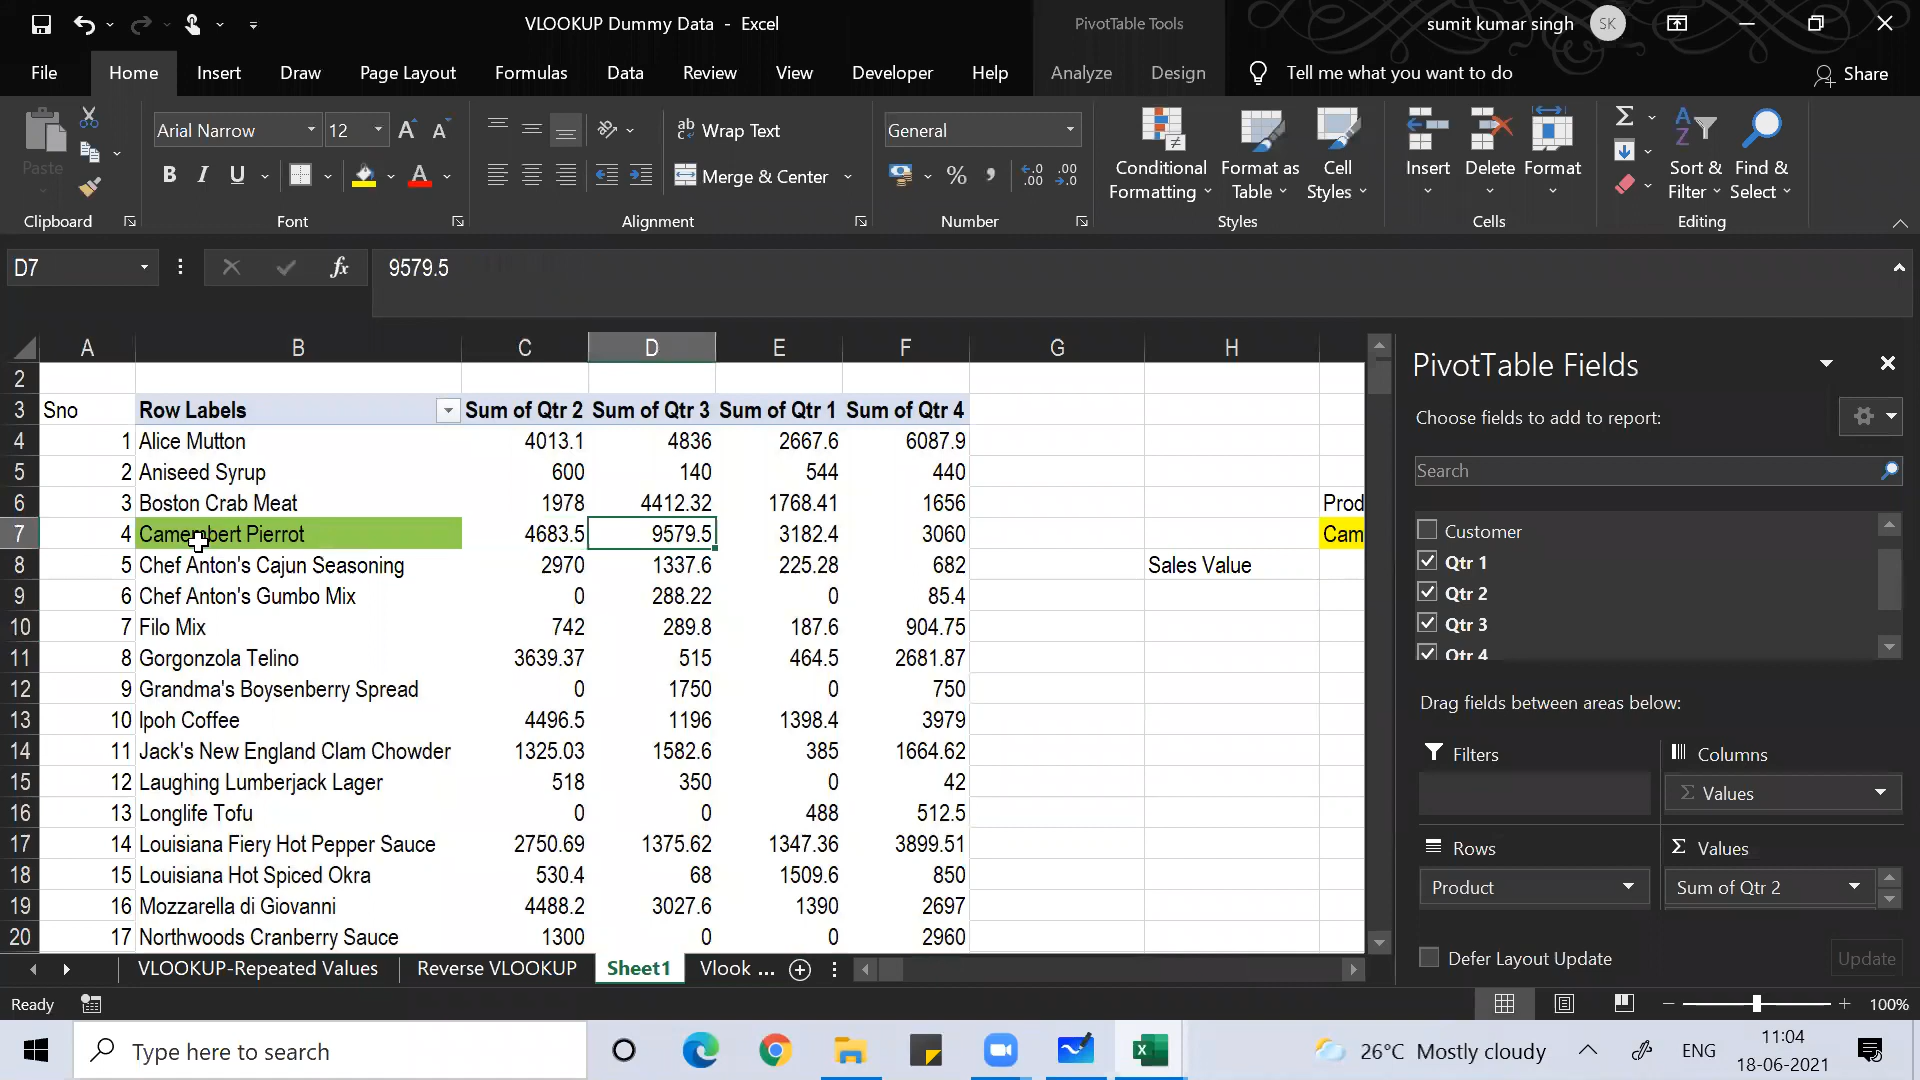 VLOOKUP Dummy Data - Excel
PivotTable Tools
sumit kumar singh
SK
File Home Insert Draw Page Layout Formulas Data Review View Developer Help Analyze Design Tell me what you want to do Share
Paste
Clipboard
Arial Narrow 12
B I U
Font
Wrap Text
Merge & Center
Alignment
General
Number
Conditional Formatting
Format as Table
Cell Styles
Styles
Insert Delete Format
Cells
Sort & Filter
Find & Select
Editing
D7 fx 9579.5
A B C D E F G H
2
3 Sno Row Labels Sum of Qtr 2 Sum of Qtr 3 Sum of Qtr 1 Sum of Qtr 4
4 1 Alice Mutton 4013.1 4836 2667.6 6087.9
5 2 Aniseed Syrup 600 140 544 440
6 3 Boston Crab Meat 1978 4412.32 1768.41 1656 Prod
7 4 Camembert Pierrot 4683.5 9579.5 3182.4 3060 Cam
8 5 Chef Anton's Cajun Seasoning 2970 1337.6 225.28 682 Sales Value
9 6 Chef Anton's Gumbo Mix 0 288.22 0 85.4
10 7 Filo Mix 742 289.8 187.6 904.75
11 8 Gorgonzola Telino 3639.37 515 464.5 2681.87
12 9 Grandma's Boysenberry Spread 0 1750 0 750
13 10 Ipoh Coffee 4496.5 1196 1398.4 3979
14 11 Jack's New England Clam Chowder 1325.03 1582.6 385 1664.62
15 12 Laughing Lumberjack Lager 518 350 0 42
16 13 Longlife Tofu 0 0 488 512.5
17 14 Louisiana Fiery Hot Pepper Sauce 2750.69 1375.62 1347.36 3899.51
18 15 Louisiana Hot Spiced Okra 530.4 68 1509.6 850
19 16 Mozzarella di Giovanni 4488.2 3027.6 1390 2697
20 17 Northwoods Cranberry Sauce 1300 0 0 2960
PivotTable Fields
Choose fields to add to report:
Search
Customer
Qtr 1
Qtr 2
Qtr 3
Qtr 4
Drag fields between areas below:
Filters
Columns
Σ Values
Rows
Σ Values
Product
Sum of Qtr 2
Defer Layout Update Update
VLOOKUP-Repeated Values Reverse VLOOKUP Sheet1 Vlook ...
Ready
100%
Type here to search
26°C Mostly cloudy
ENG
11:04
18-06-2021